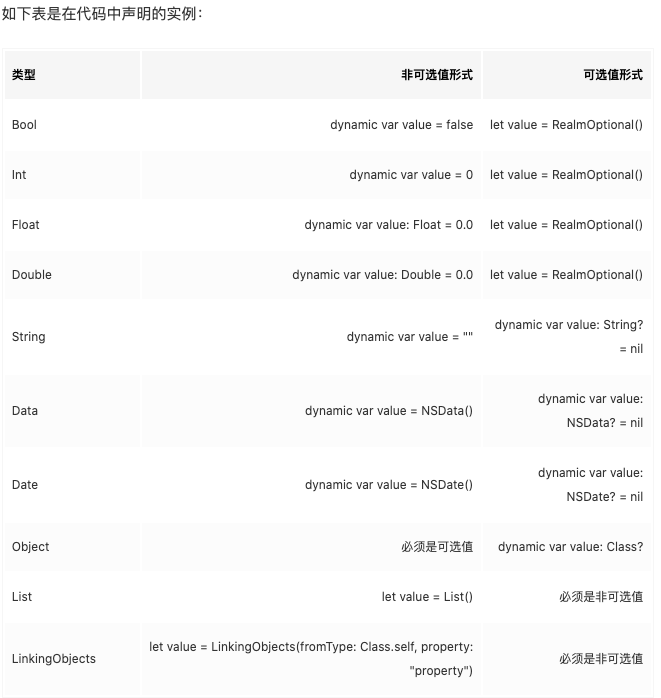 如下表是在代码中声明的实例：
类型 非可选值形式 可选值形式
Bool dynamic var value = false let value = RealmOptional()
Int dynamic var value = 0 let value = RealmOptional()
Float dynamic var value: Float = 0.0 let value = RealmOptional()
Double dynamic var value: Double = 0.0 let value = RealmOptional()
String dynamic var value = "" dynamic var value: String?
= nil
Data dynamic var value = NSData() dynamic var value:
NSData? = nil
Date dynamic var value = NSDate() dynamic var value:
NSDate? = nil
Object 必须是可选值 dynamic var value: Class?
List let value = List() 必须是非可选值
LinkingObjects let value = LinkingObjects(fromType: Class.self, property:
"property") 必须是非可选值